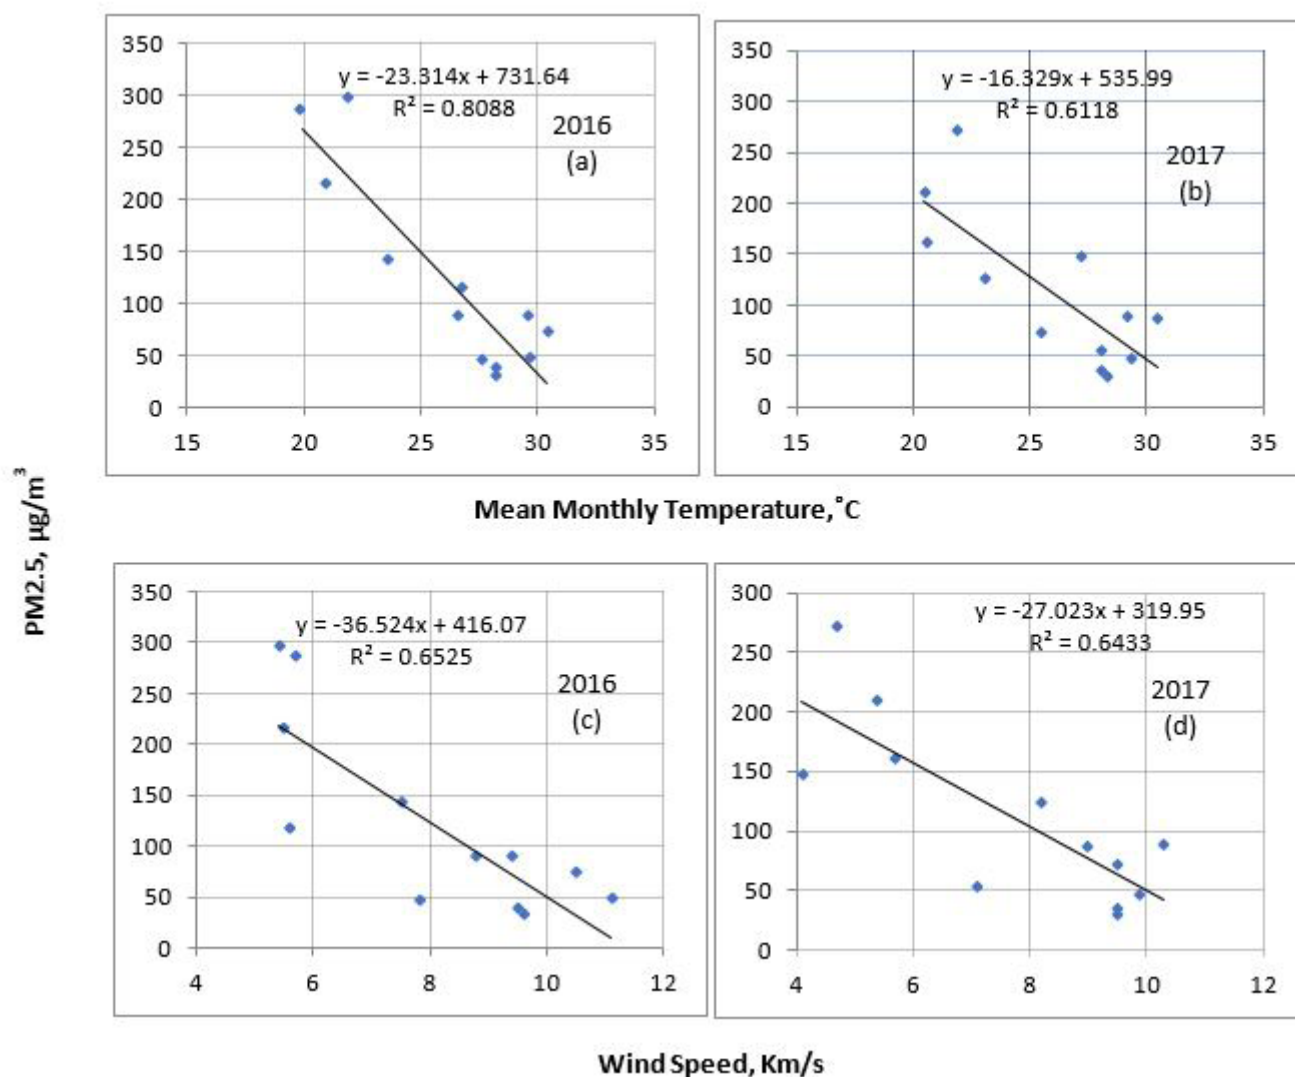 350
300
250
200
150
100
50
0
15 20 25 30 35
y = -23.314x + 731.64
R² = 0.8088
2016
(a)
350
300
250
200
150
100
50
0
15 20 25 30 35
y = -16.329x + 535.99
R² = 0.6118
2017
(b)
Mean Monthly Temperature,°C
PM2.5, µg/m³
350
300
250
200
150
100
50
0
4 6 8 10 12
y = -36.524x + 416.07
R² = 0.6525
2016
(c)
300
250
200
150
100
50
0
4 6 8 10 12
y = -27.023x + 319.95
R² = 0.6433
2017
(d)
Wind Speed, Km/s